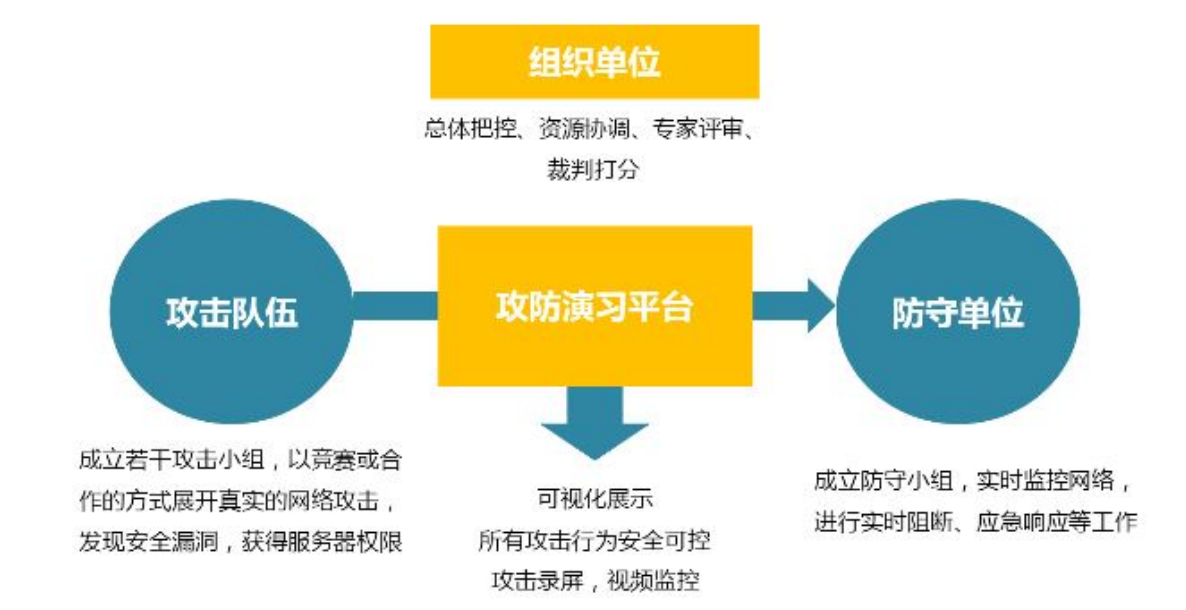 组织单位
总体把控、资源协调、专家评审、
裁判打分
攻击队伍
攻防演习平台
防守单位
成立若干攻击小组，以竞赛或合
作的方式展开真实的网络攻击，
发现安全漏洞，获得服务器权限
可视化展示
所有攻击行为安全可控
攻击录屏，视频监控
成立防守小组，实时监控网络，
进行实时阻断、应急响应等工作